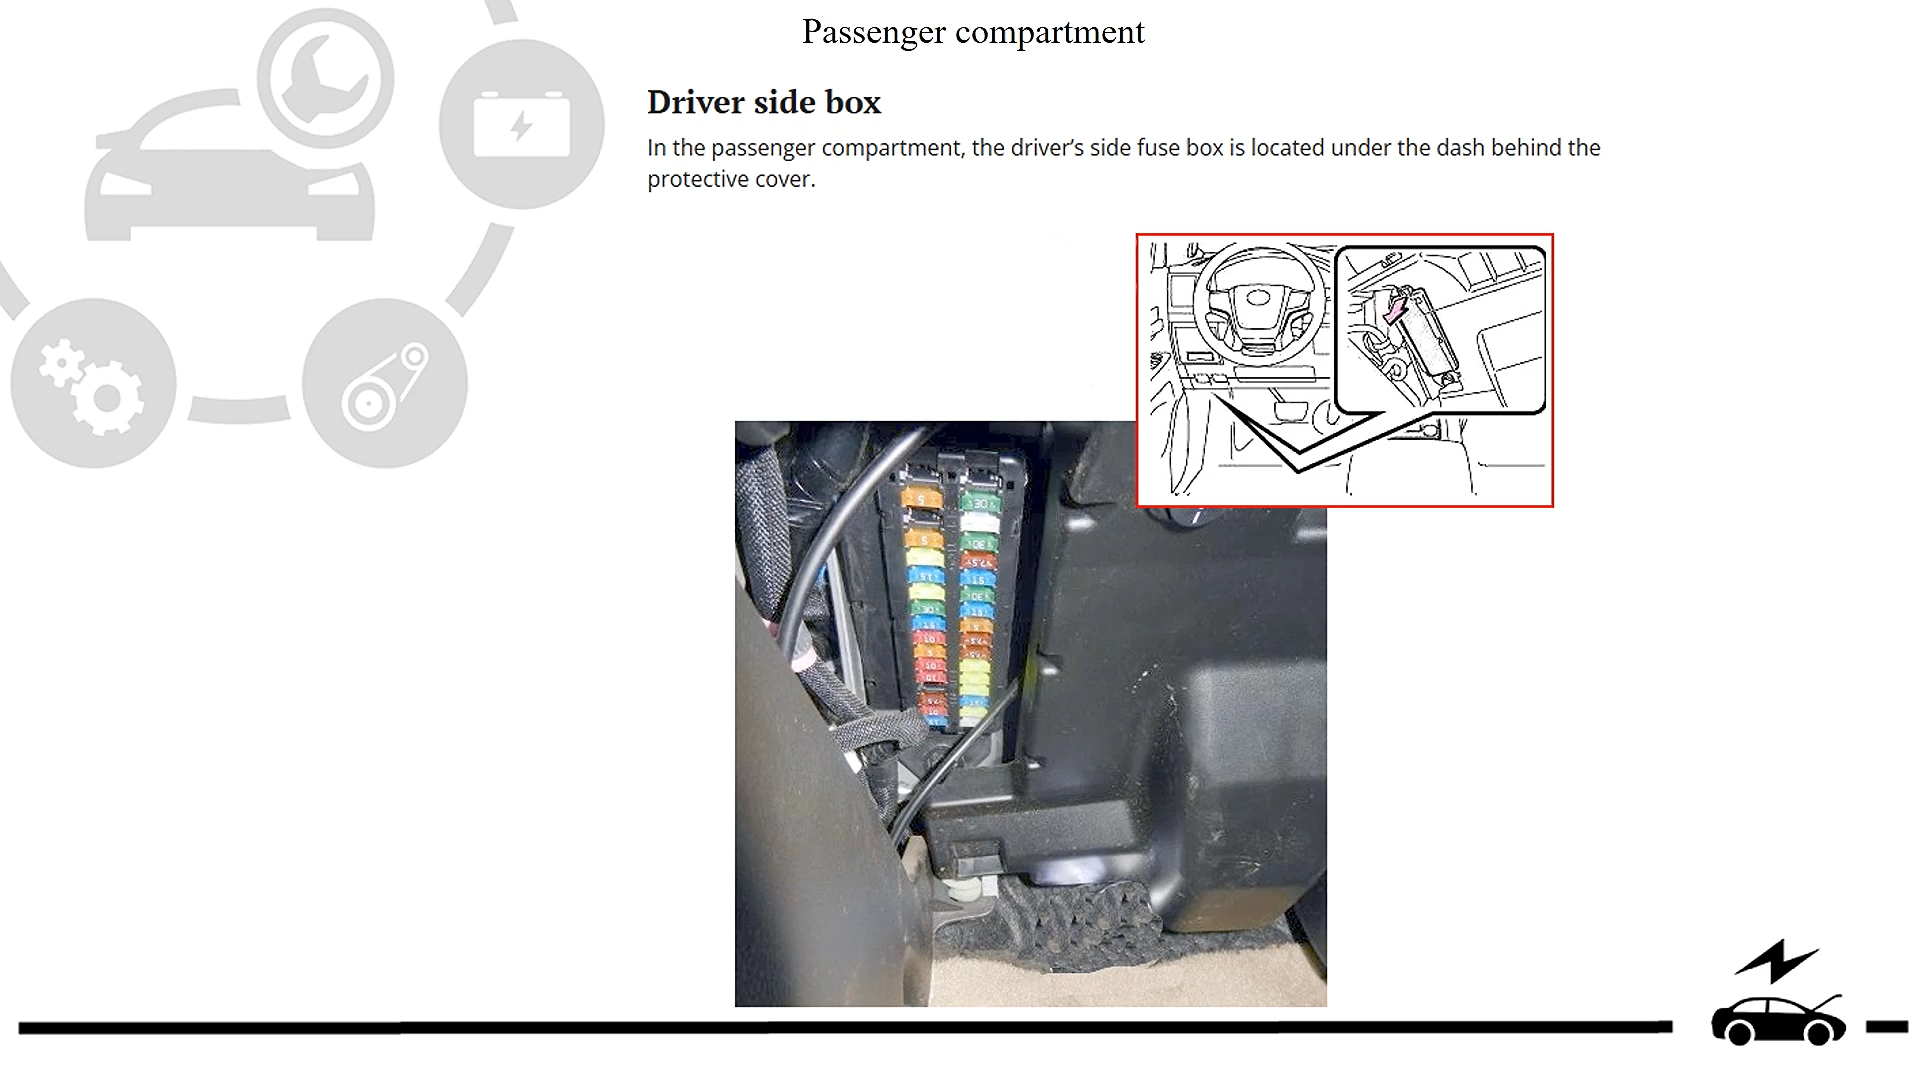 Passenger compartment
Driver side box
In the passenger compartment, the driver’s side fuse box is located under the dash behind the
protective cover.